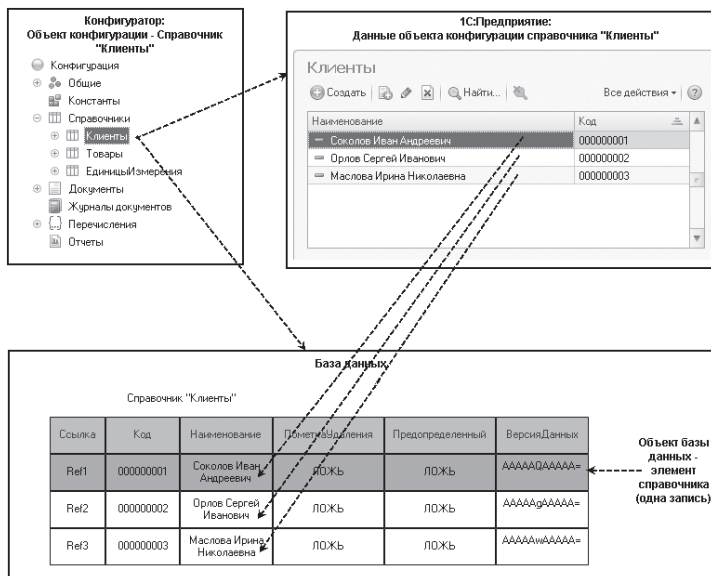 Конфигуратор:
Объект конфигурации - Справочник
"Клиенты"
Конфигурация
Общие
Константы
Справочники
Клиенты
Товары
ЕдиницыИзмерения
Документы
Журналы документов
Перечисления
Отчеты
1С:Предприятие:
Данные объекта конфигурации справочника "Клиенты"
Клиенты
Создать Найти... Все действия ?
Наименование Код
Соколов Иван Андреевич 000000001
Орлов Сергей Иванович 000000002
Маслова Ирина Николаевна 000000003
База данных
Справочник "Клиенты"
Ссылка Код Наименование ПометкаУдаления Предопределенный ВерсияДанных
Ref1 000000001 Соколов Иван Андреевич ЛОЖЬ ЛОЖЬ AAAAAQAAAAA=
Ref2 000000002 Орлов Сергей Иванович ЛОЖЬ ЛОЖЬ AAAAAgAAAAA=
Ref3 000000003 Маслова Ирина Николаевна ЛОЖЬ ЛОЖЬ AAAAAwAAAAA=
Объект базы
данных -
элемент
справочника
(одна запись)